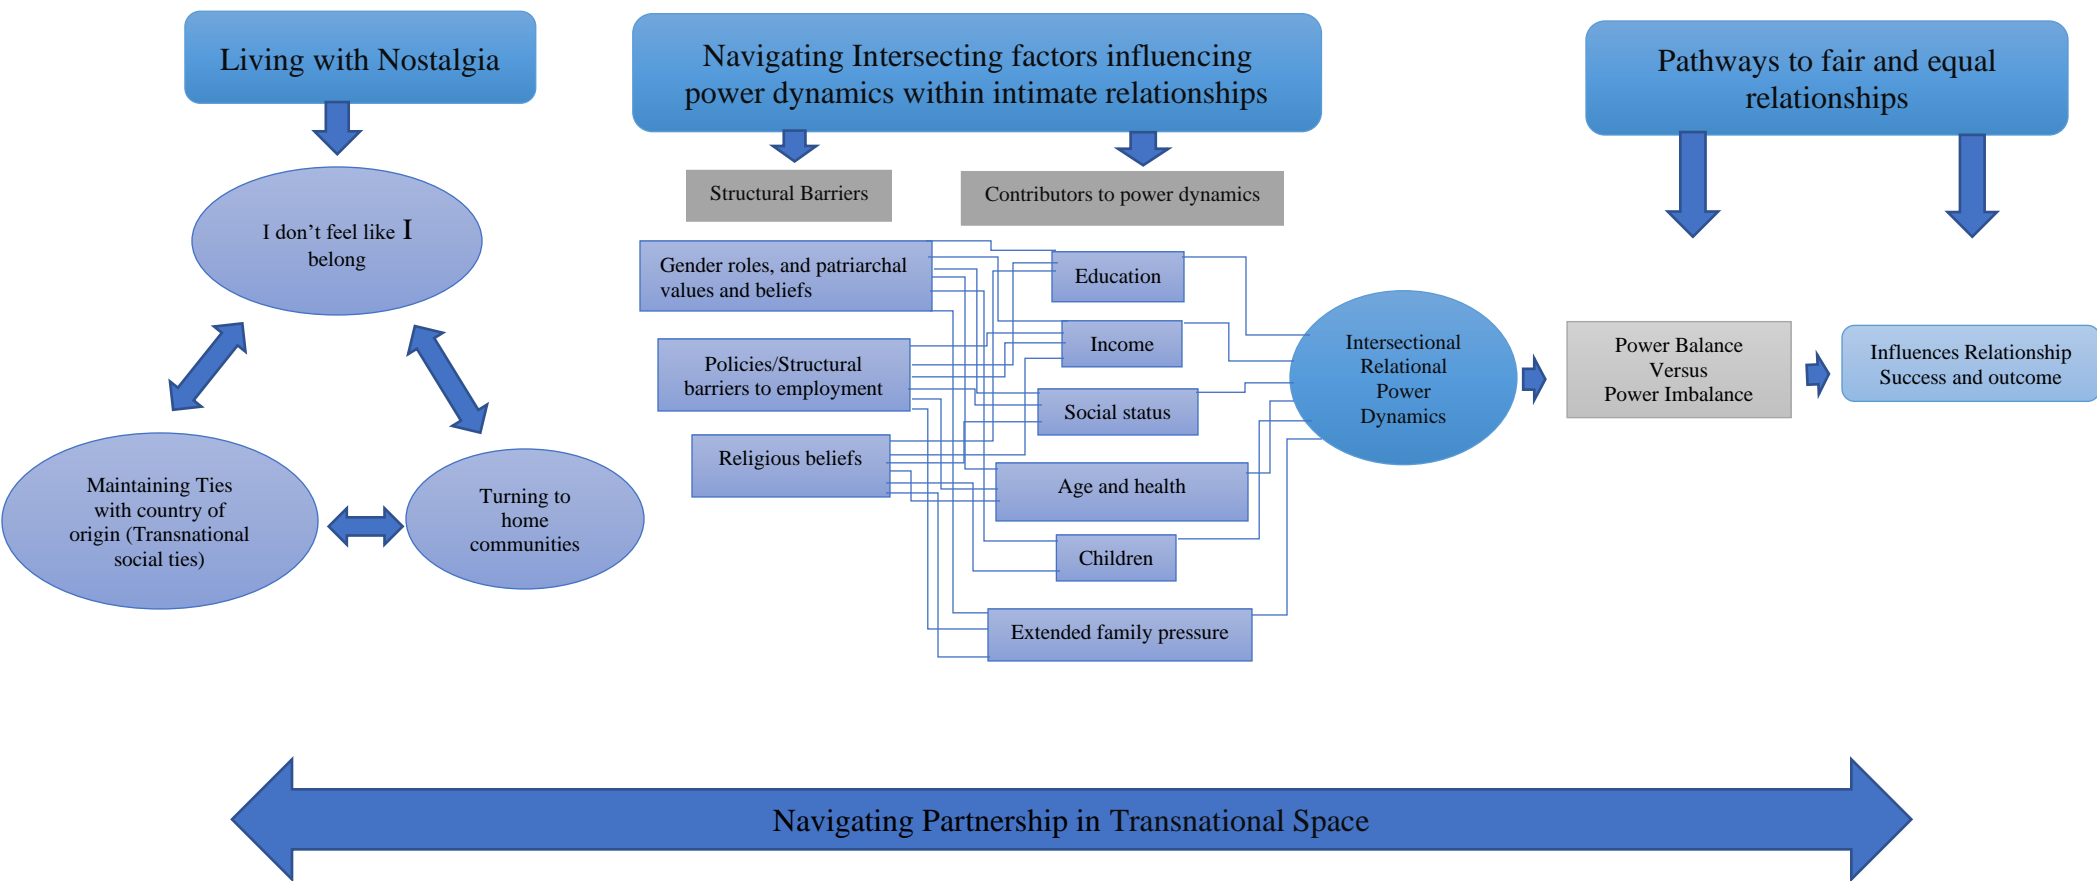 Living with Nostalgia
I don’t feel like I
belong
Maintaining Ties
with country of
origin (Transnational
social ties)
Turning to
home
communities
Navigating Intersecting factors influencing
power dynamics within intimate relationships
Structural Barriers
Contributors to power dynamics
Gender roles, and patriarchal
values and beliefs
Policies/Structural
barriers to employment
Religious beliefs
Education
Income
Social status
Age and health
Children
Extended family pressure
Intersectional
Relational
Power
Dynamics
Pathways to fair and equal
relationships
Power Balance
Versus
Power Imbalance
Influences Relationship
Success and outcome
Navigating Partnership in Transnational Space